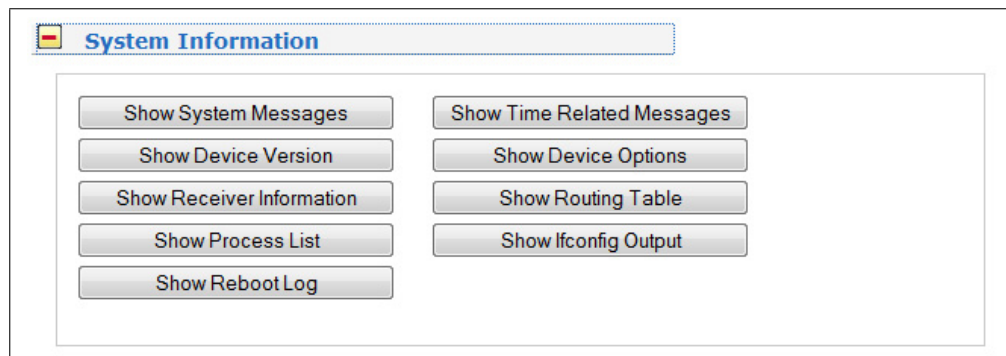 System Information
Show System Messages
Show Time Related Messages
Show Device Version
Show Device Options
Show Receiver Information
Show Routing Table
Show Process List
Show Ifconfig Output
Show Reboot Log